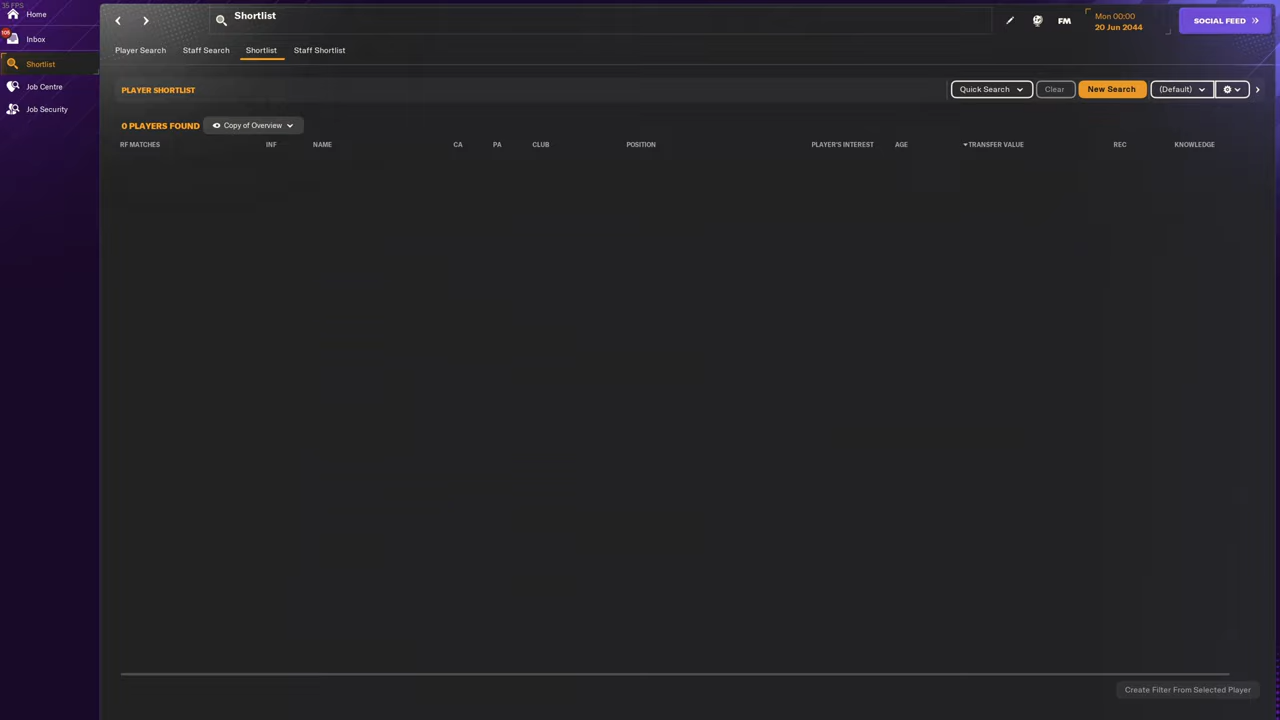 35 FPS
Home
106
Inbox
Shortlist
Job Centre
Job Security
Shortlist
FM
Mon 00:00
20 Jun 2044
SOCIAL FEED
Player Search
Staff Search
Shortlist
Staff Shortlist
PLAYER SHORTLIST
Quick Search
Clear
New Search
(Default)
0 PLAYERS FOUND
Copy of Overview
RF MATCHES
INF
NAME
CA
PA
CLUB
POSITION
PLAYER'S INTEREST
AGE
TRANSFER VALUE
REC
KNOWLEDGE
Create Filter From Selected Player